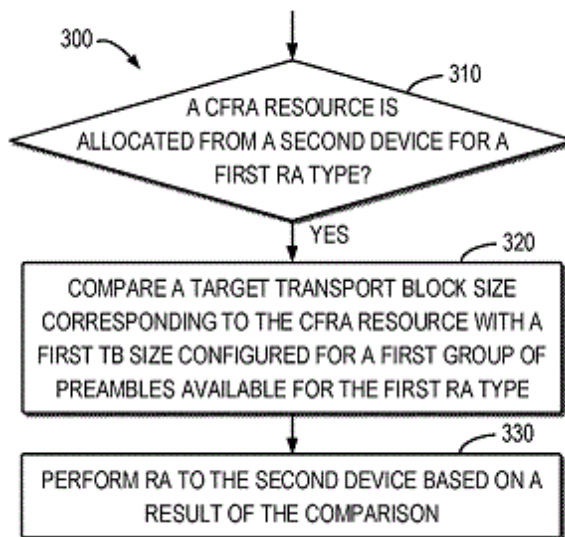 300
310
A CFRA RESOURCE IS
ALLOCATED FROM A SECOND DEVICE FOR A
FIRST RA TYPE?
YES
320
COMPARE A TARGET TRANSPORT BLOCK SIZE
CORRESPONDING TO THE CFRA RESOURCE WITH A
FIRST TB SIZE CONFIGURED FOR A FIRST GROUP OF
PREAMBLES AVAILABLE FOR THE FIRST RA TYPE
330
PERFORM RA TO THE SECOND DEVICE BASED ON A
RESULT OF THE COMPARISON